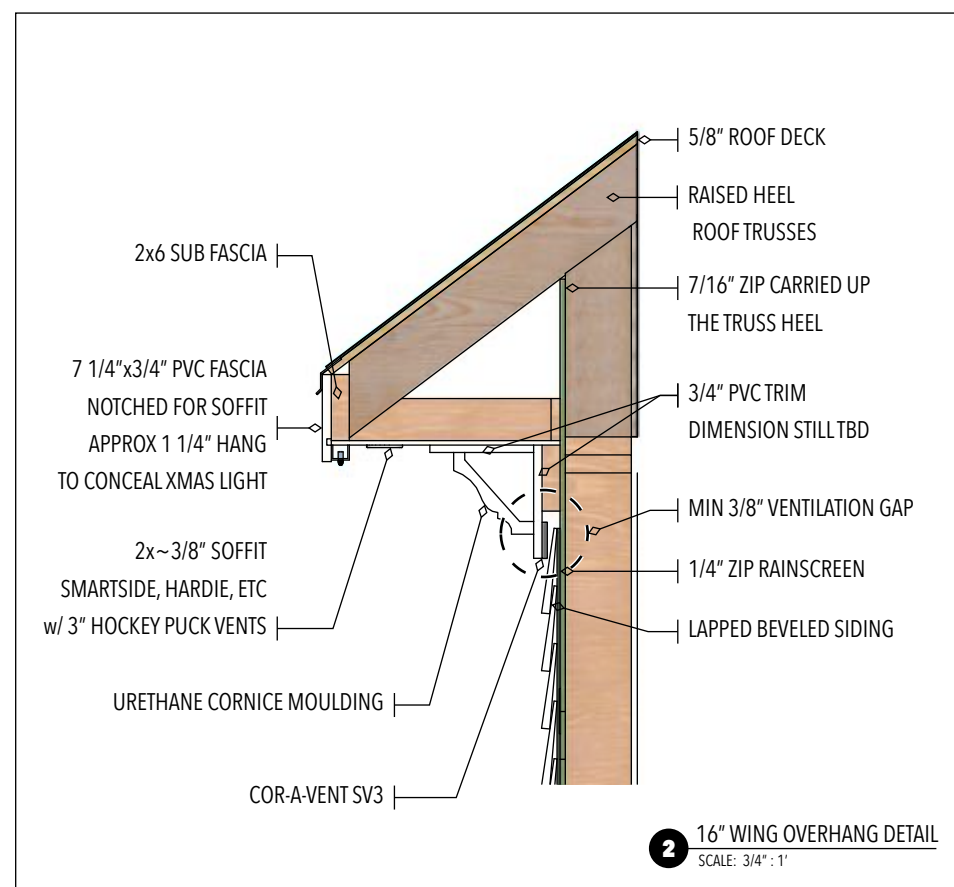 5/8" ROOF DECK
RAISED HEEL
ROOF TRUSSES
7/16" ZIP CARRIED UP
THE TRUSS HEEL
3/4" PVC TRIM
DIMENSION STILL TBD
MIN 3/8" VENTILATION GAP
1/4" ZIP RAINSCREEN
LAPPED BEVELED SIDING
2x6 SUB FASCIA
7 1/4"x3/4" PVC FASCIA
NOTCHED FOR SOFFIT
APPROX 1 1/4" HANG
TO CONCEAL XMAS LIGHT
2x~3/8" SOFFIT
SMARTSIDE, HARDIE, ETC
w/ 3" HOCKEY PUCK VENTS
URETHANE CORNICE MOULDING
COR-A-VENT SV3
2 16" WING OVERHANG DETAIL
SCALE: 3/4" : 1'